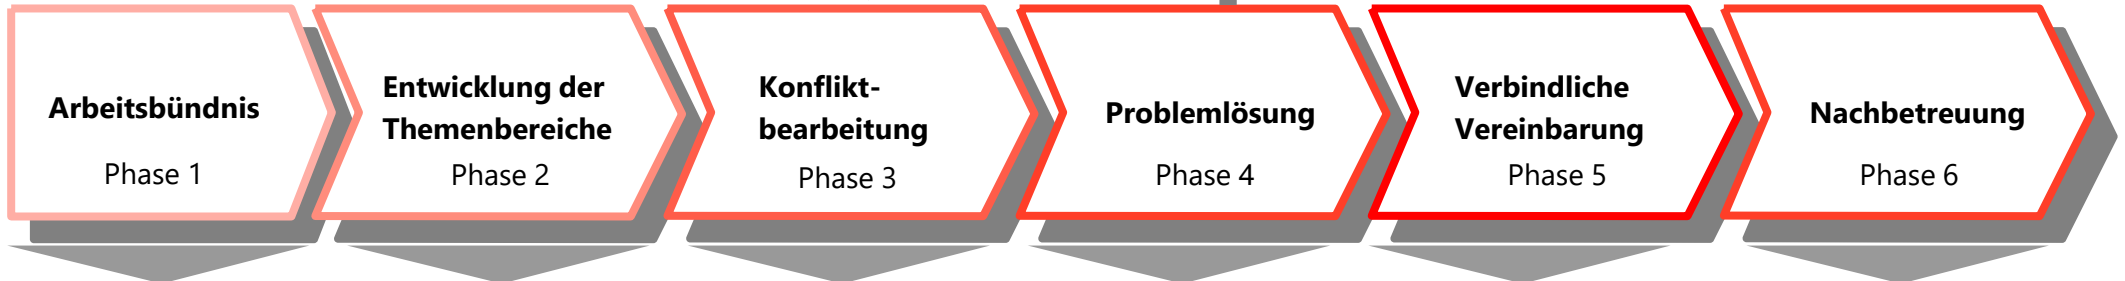 Arbeitsbündnis
Phase 1
Entwicklung der
Themenbereiche
Phase 2
Konflikt-
bearbeitung
Phase 3
Problemlösung
Phase 4
Verbindliche
Vereinbarung
Phase 5
Nachbetreuung
Phase 6